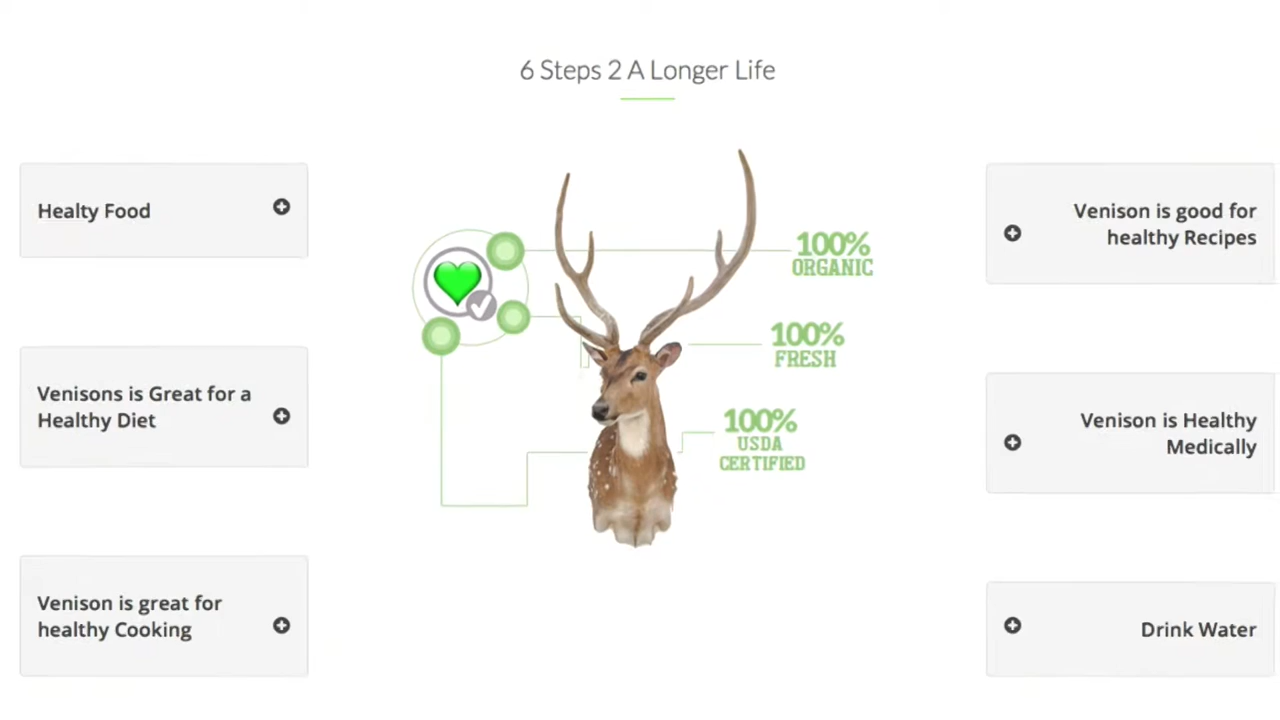 6 Steps 2 A Longer Life
Healty Food
Venisons is Great for a
Healthy Diet
Venison is great for
healthy Cooking
100%
ORGANIC
100%
FRESH
100%
USDA
CERTIFIED
Venison is good for
healthy Recipes
Venison is Healthy
Medically
Drink Water